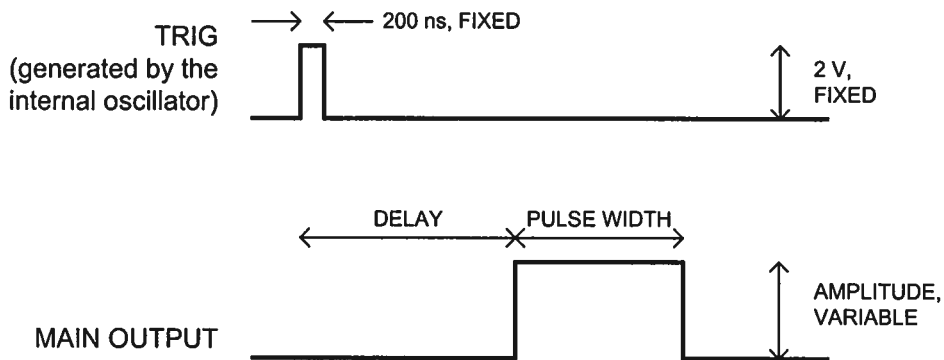 200 ns, FIXED
TRIG
(generated by the
internal oscillator)
2 V,
FIXED
DELAY
PULSE WIDTH
AMPLITUDE,
VARIABLE
MAIN OUTPUT